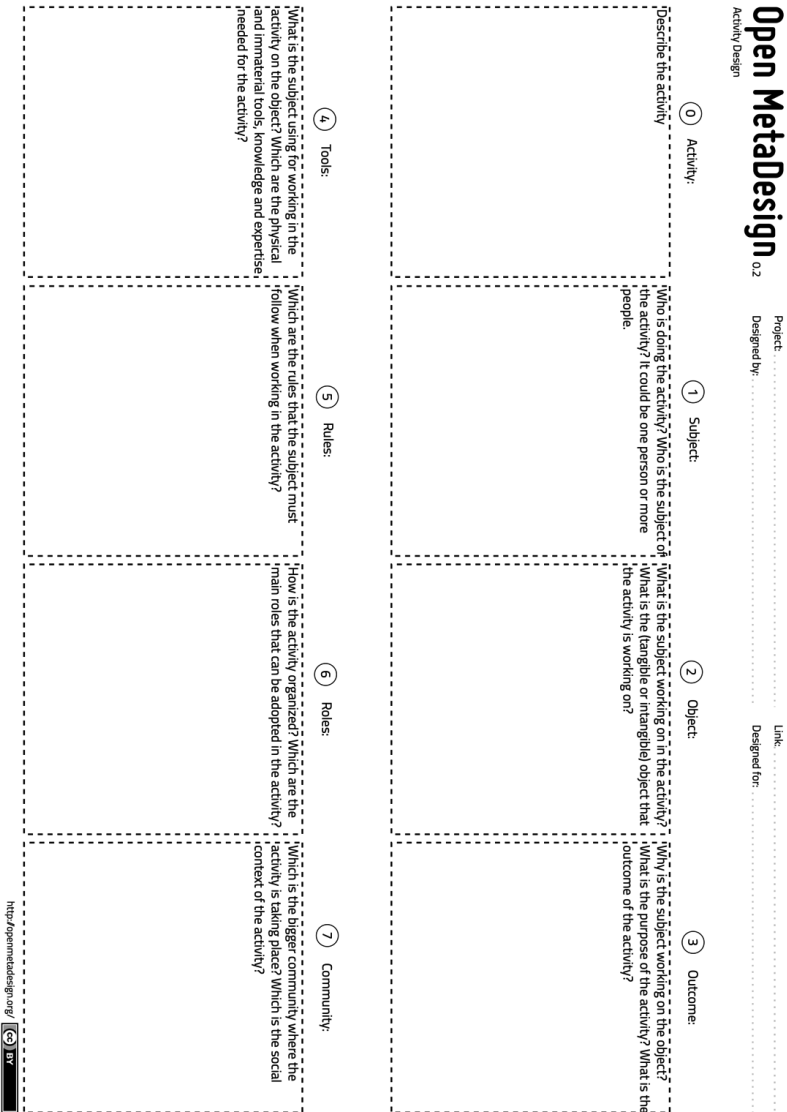 Open MetaDesign 0.2
Activity Design
Project:
Link:
Designed by:
Designed for:
0 Activity:
Describe the activity
1 Subject:
Who is doing the activity? Who is the subject of
the activity? It could be one person or more
people.
2 Object:
What is the subject working on in the activity?
What is the (tangible or intangible) object that
the activity is working on?
3 Outcome:
Why is the subject working on the object?
What is the purpose of the activity? What is the
outcome of the activity?
4 Tools:
What is the subject using for working in the
activity on the object? Which are the physical
and immaterial tools, knowledge and expertise
needed for the activity?
5 Rules:
Which are the rules that the subject must
follow when working in the activity?
6 Roles:
How is the activity organized? Which are the
main roles that can be adopted in the activity?
7 Community:
Which is the bigger community where the
activity is taking place? Which is the social
context of the activity?
http://openmetadesign.org/
cc BY